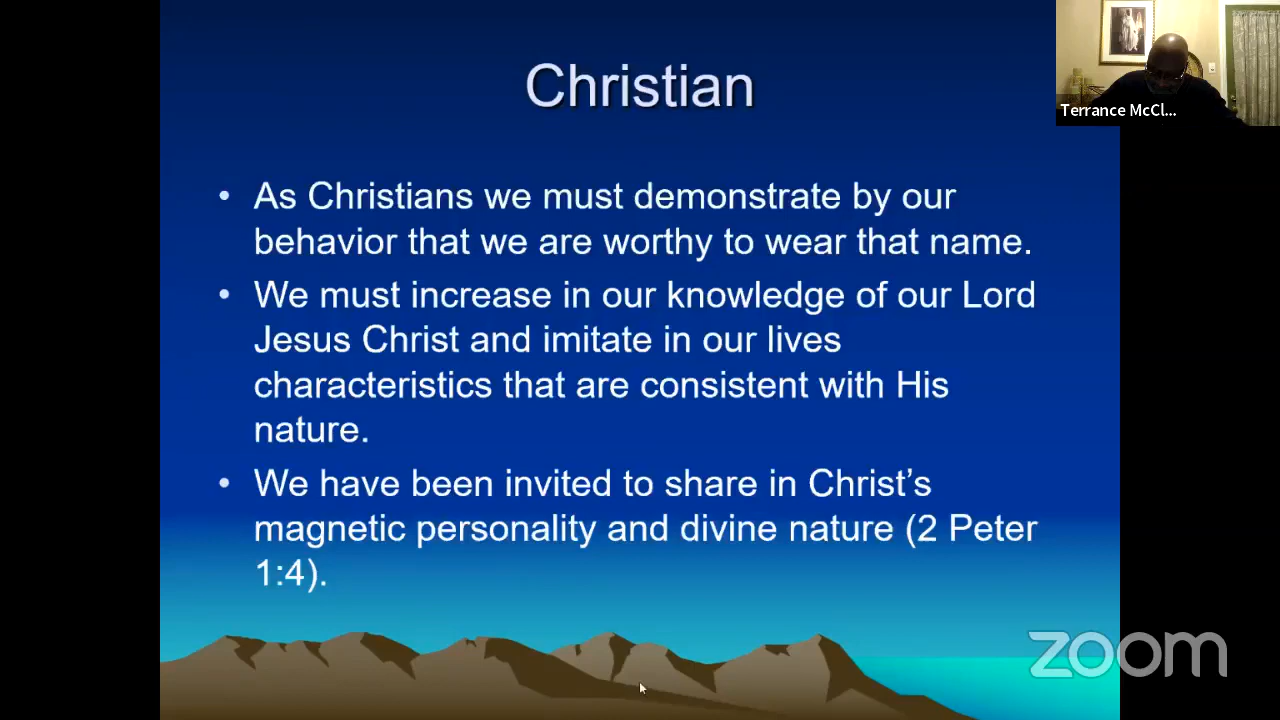 Christian
• As Christians we must demonstrate by our
behavior that we are worthy to wear that name.
• We must increase in our knowledge of our Lord
Jesus Christ and imitate in our lives
characteristics that are consistent with His
nature.
• We have been invited to share in Christ’s
magnetic personality and divine nature (2 Peter
1:4).
Terrance McCl...
zoom